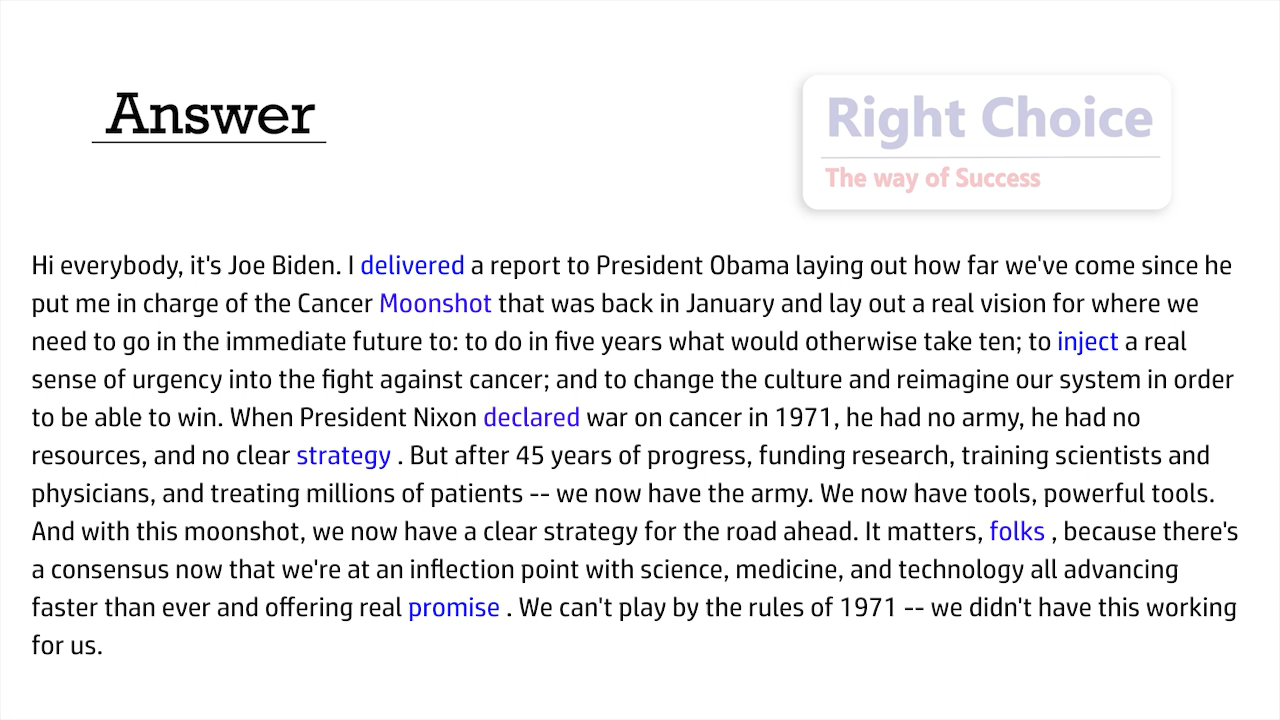 Answer
Right Choice
The way of Success
Hi everybody, it's Joe Biden. I delivered a report to President Obama laying out how far we've come since he
put me in charge of the Cancer Moonshot that was back in January and lay out a real vision for where we
need to go in the immediate future to: to do in five years what would otherwise take ten; to inject a real
sense of urgency into the fight against cancer; and to change the culture and reimagine our system in order
to be able to win. When President Nixon declared war on cancer in 1971, he had no army, he had no
resources, and no clear strategy . But after 45 years of progress, funding research, training scientists and
physicians, and treating millions of patients -- we now have the army. We now have tools, powerful tools.
And with this moonshot, we now have a clear strategy for the road ahead. It matters, folks , because there's
a consensus now that we're at an inflection point with science, medicine, and technology all advancing
faster than ever and offering real promise . We can't play by the rules of 1971 -- we didn't have this working
for us.